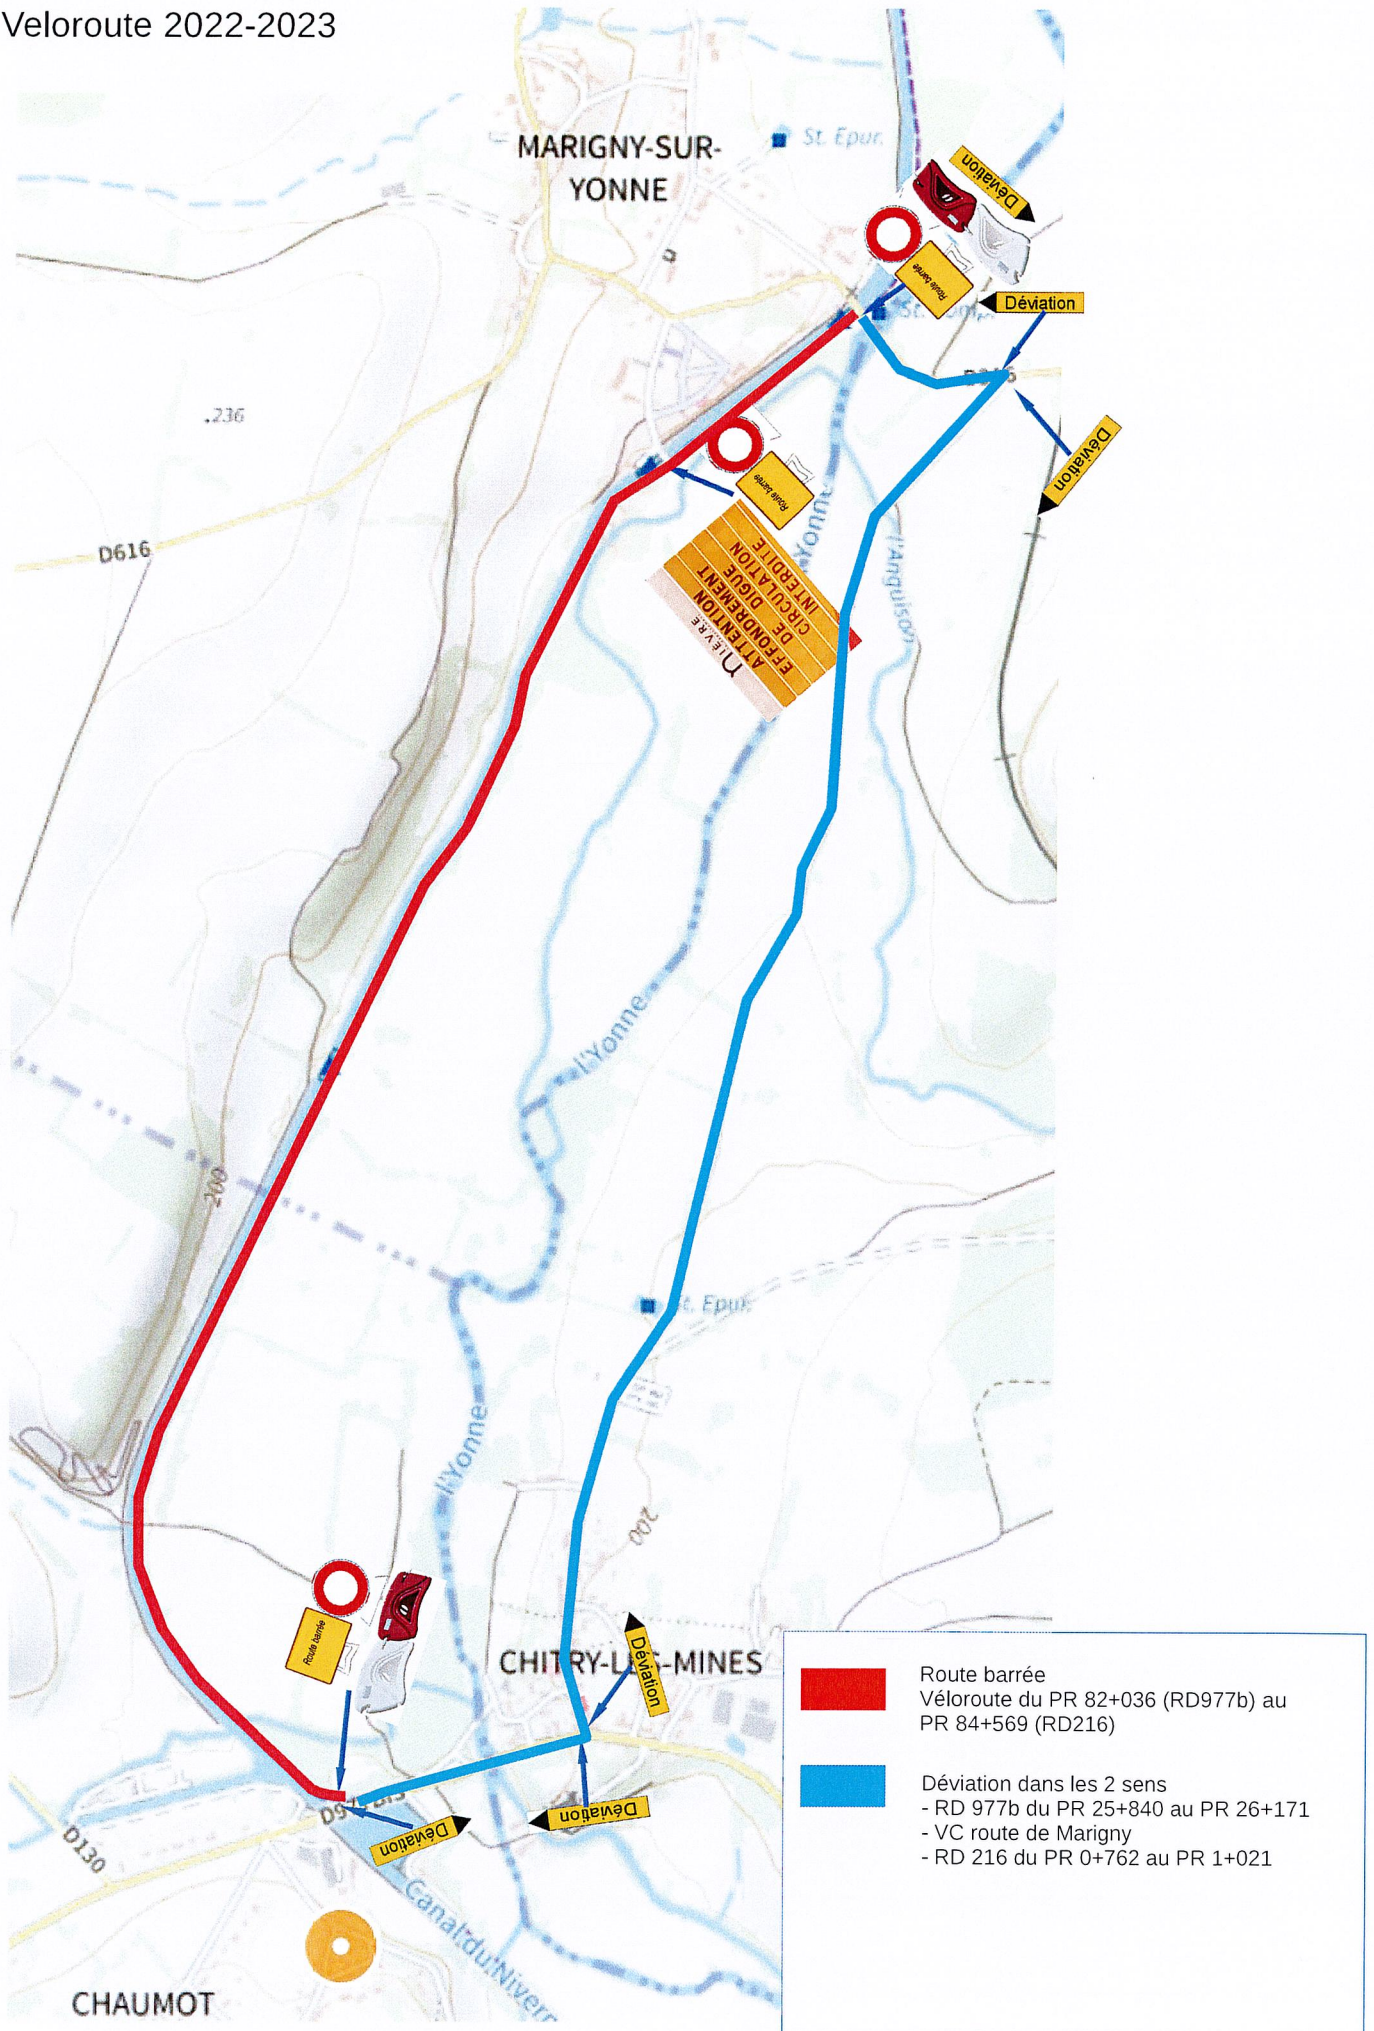 Veloroute 2022-2023
MARIGNY-SUR-
YONNE
St. Epur.
Déviation
Route barrée
Déviation
.236
Déviation
Route barrée
D616
l'Yonne
l'Anguison
nièvre
ATTENTION
EFFONDREMENT
DE DIGUE
CIRCULATION
INTERDITE
l'Yonne
200
St. Epur.
l'Yonne
200
Route barrée
CHITRY-LES-MINES
Déviation
Déviation
Déviation
D130
Canal du Nivern
CHAUMOT
Route barrée
Véloroute du PR 82+036 (RD977b) au
PR 84+569 (RD216)
Déviation dans les 2 sens
- RD 977b du PR 25+840 au PR 26+171
- VC route de Marigny
- RD 216 du PR 0+762 au PR 1+021